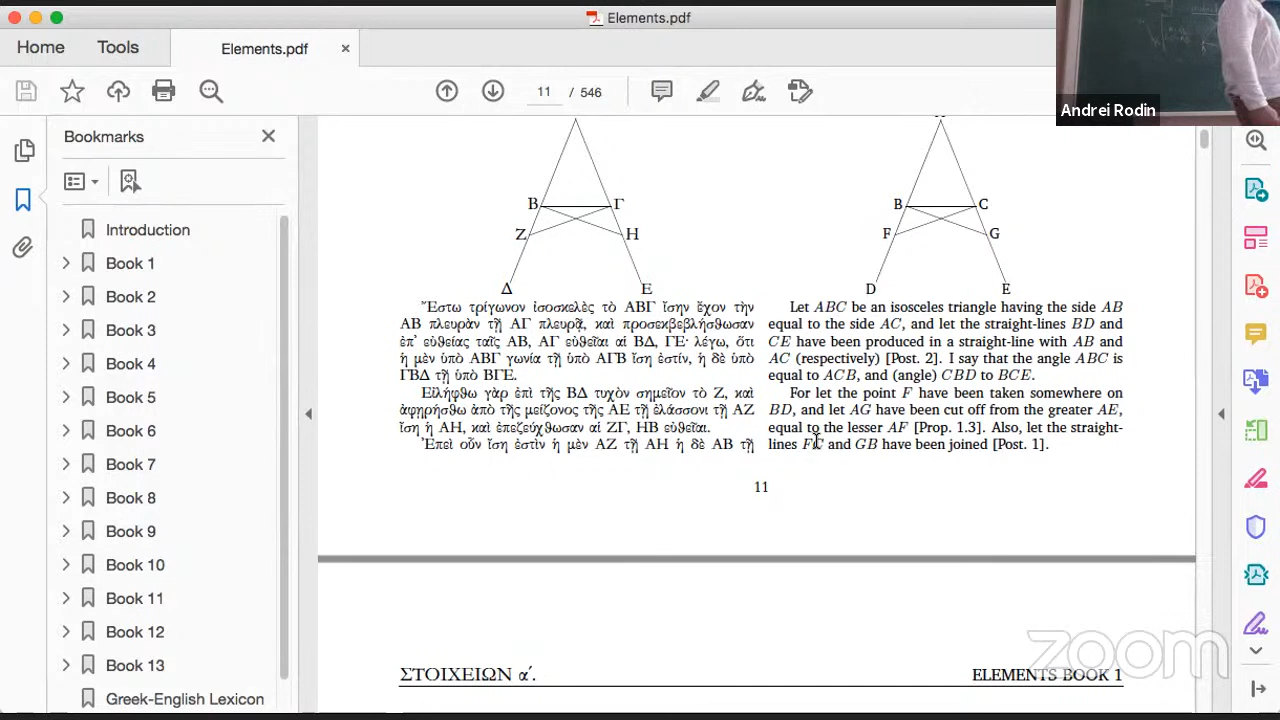 Elements.pdf
Home
Tools
Elements.pdf
11 / 546
Andrei Rodin
Bookmarks
Introduction
Book 1
Book 2
Book 3
Book 4
Book 5
Book 6
Book 7
Book 8
Book 9
Book 10
Book 11
Book 12
Book 13
Greek-English Lexicon
Β Γ
Ζ Η
Δ Ε
Ἔστω τρίγωνον ἰσοσκελὲς τὸ ΑΒΓ ἴσην ἔχον τὴν
ΑΒ πλευρὰν τῇ ΑΓ πλευρᾷ, καὶ προσεκβεβλήσθωσαν
ἐπ᾿ εὐθείας ταῖς ΑΒ, ΑΓ εὐθεῖαι αἱ ΒΔ, ΓΕ· λέγω, ὅτι
ἡ μὲν ὑπὸ ΑΒΓ γωνία τῇ ὑπὸ ΑΓΒ ἴση ἐστίν, ἡ δὲ ὑπὸ
ΓΒΔ τῇ ὑπὸ ΒΓΕ.
Εἰλήφθω γὰρ ἐπὶ τῆς ΒΔ τυχὸν σημεῖον τὸ Ζ, καὶ
ἀφῃρήσθω ἀπὸ τῆς μείζονος τῆς ΑΕ τῇ ἐλάσσονι τῇ ΑΖ
ἴση ἡ ΑΗ, καὶ ἐπεζεύχθωσαν αἱ ΖΓ, ΗΒ εὐθεῖαι.
Ἐπεὶ οὖν ἴση ἐστὶν ἡ μὲν ΑΖ τῇ ΑΗ ἡ δὲ ΑΒ τῇ
B C
F G
D E
Let ABC be an isosceles triangle having the side AB
equal to the side AC, and let the straight-lines BD and
CE have been produced in a straight-line with AB and
AC (respectively) [Post. 2]. I say that the angle ABC is
equal to ACB, and (angle) CBD to BCE.
For let the point F have been taken somewhere on
BD, and let AG have been cut off from the greater AE,
equal to the lesser AF [Prop. 1.3]. Also, let the straight-
lines FC and GB have been joined [Post. 1].
11
zoom
ΣΤΟΙΧΕΙΩΝ αʹ.
ELEMENTS BOOK 1